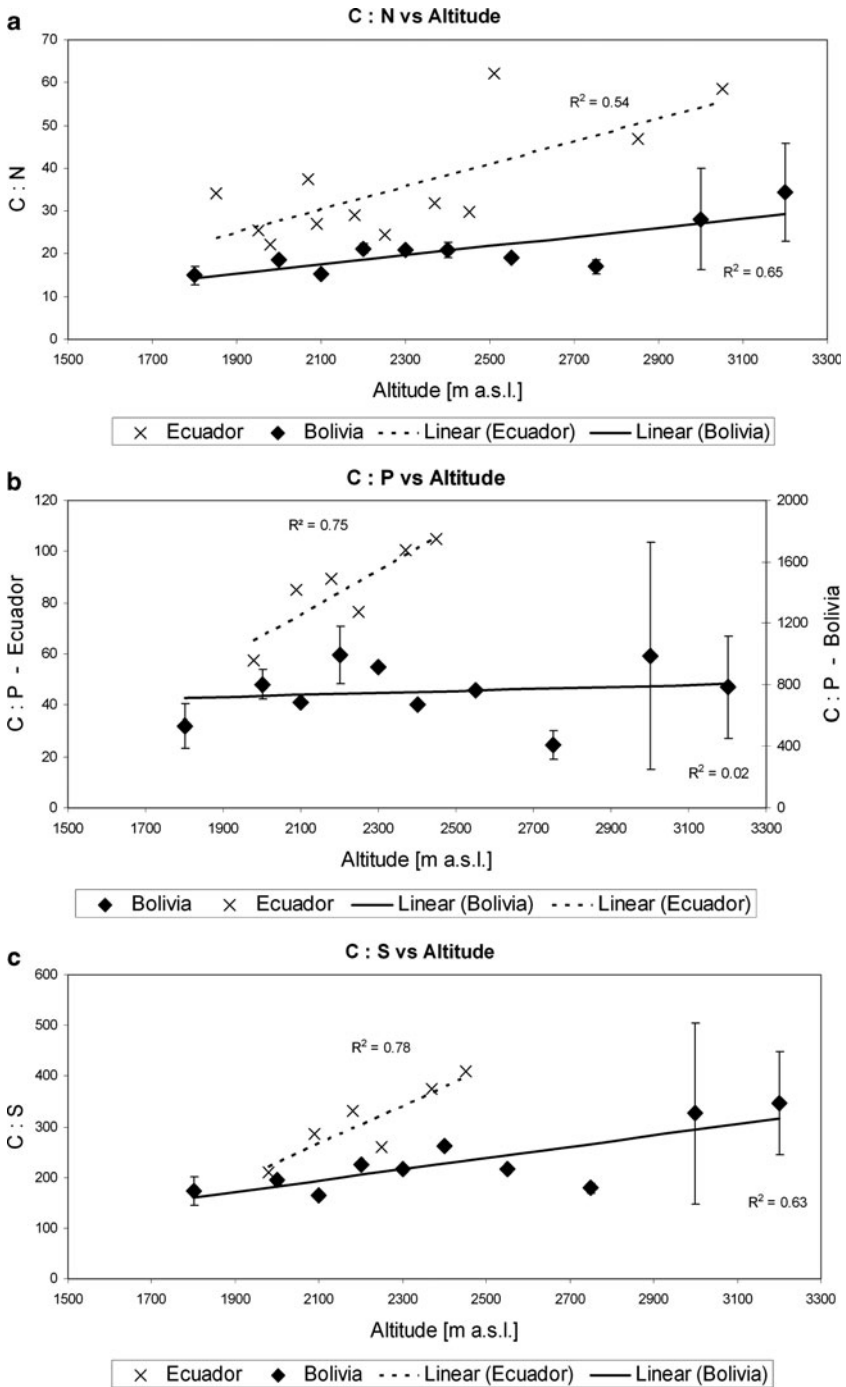 a
C : N vs Altitude
70
60
50
40
30
20
10
0
C : N
R² = 0.54
R² = 0.65
1500 1700 1900 2100 2300 2500 2700 2900 3100 3300
Altitude [m a.s.l.]
Ecuador Bolivia Linear (Ecuador) Linear (Bolivia)
b
C : P vs Altitude
120
100
80
60
40
20
0
C : P - Ecuador
R² = 0.75
R² = 0.02
2000
1600
1200
800
400
0
C : P - Bolivia
1500 1700 1900 2100 2300 2500 2700 2900 3100 3300
Altitude [m a.s.l.]
Bolivia Ecuador Linear (Bolivia) Linear (Ecuador)
c
C : S vs Altitude
600
500
400
300
200
100
0
C : S
R² = 0.78
R² = 0.63
1500 1700 1900 2100 2300 2500 2700 2900 3100 3300
Altitude [m a.s.l.]
Ecuador Bolivia Linear (Ecuador) Linear (Bolivia)